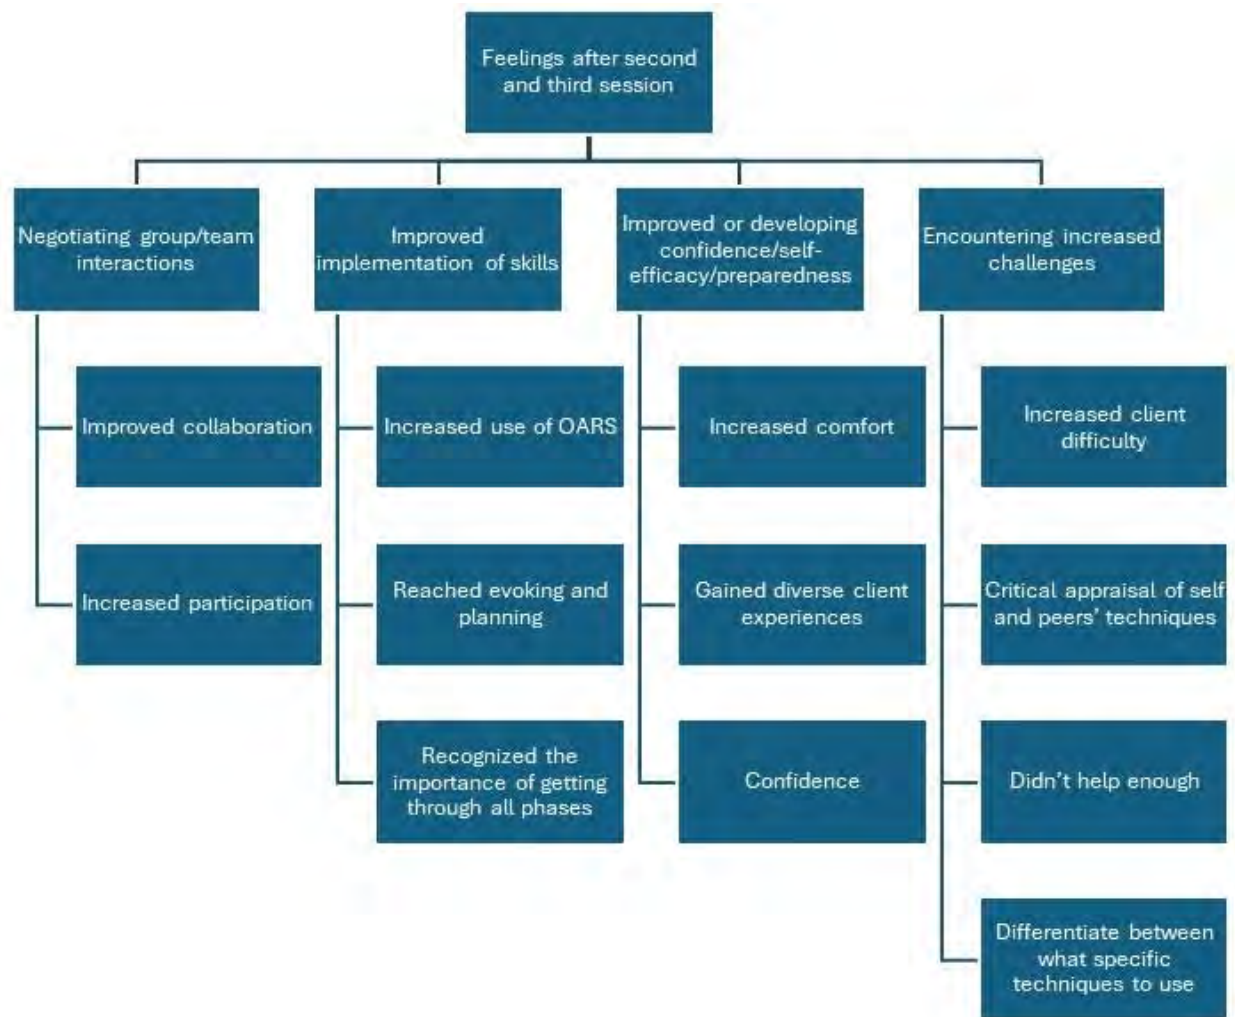 Feelings after second
and third session
Negotiating group/team
interactions
Improved
implementation of skills
Improved or developing
confidence/self-
efficacy/preparedness
Encountering increased
challenges
Improved collaboration
Increased participation
Increased use of OARS
Reached evoking and
planning
Recognized the
importance of getting
through all phases
Increased comfort
Gained diverse client
experiences
Confidence
Increased client
difficulty
Critical appraisal of self
and peers’ techniques
Didn’t help enough
Differentiate between
what specific
techniques to use